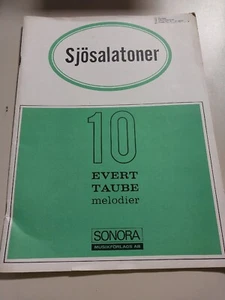 Sjösalatoner
10
EVERT
TAUBE
melodier
SONORA
MUSIKFÖRLAGS AB